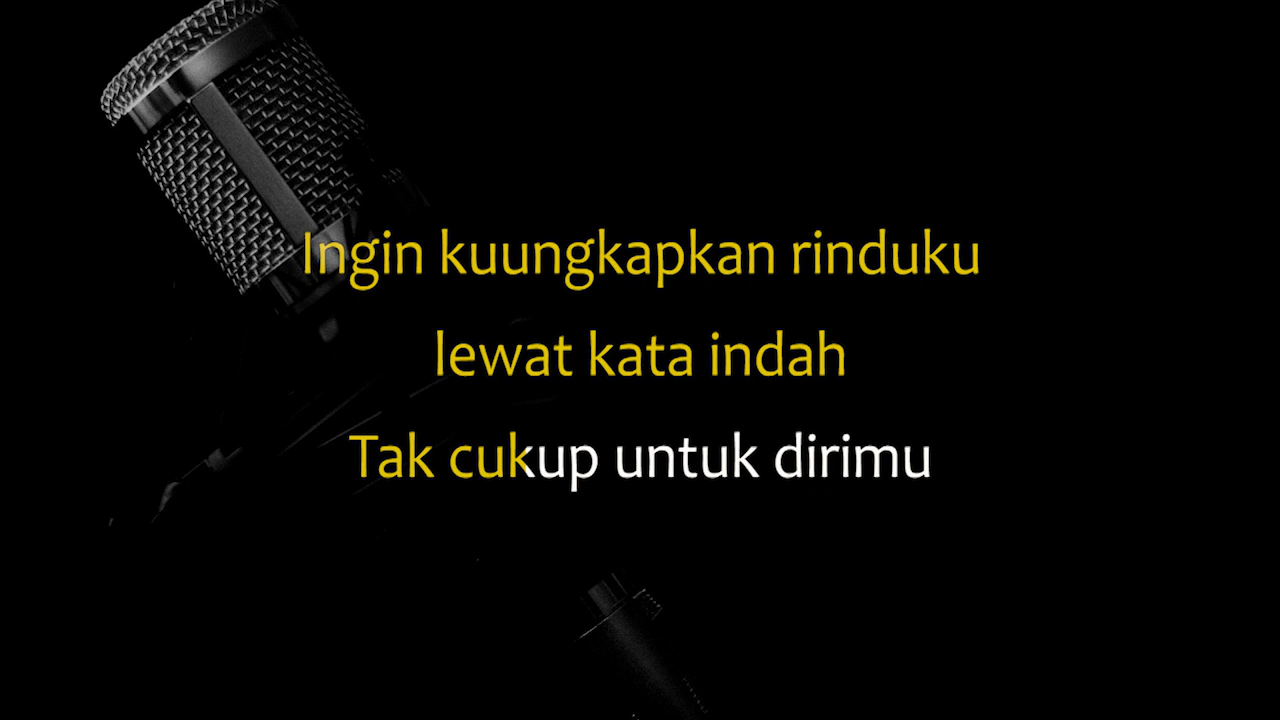 Ingin kuungkapkan rinduku
lewat kata indah
Tak cukup untuk dirimu